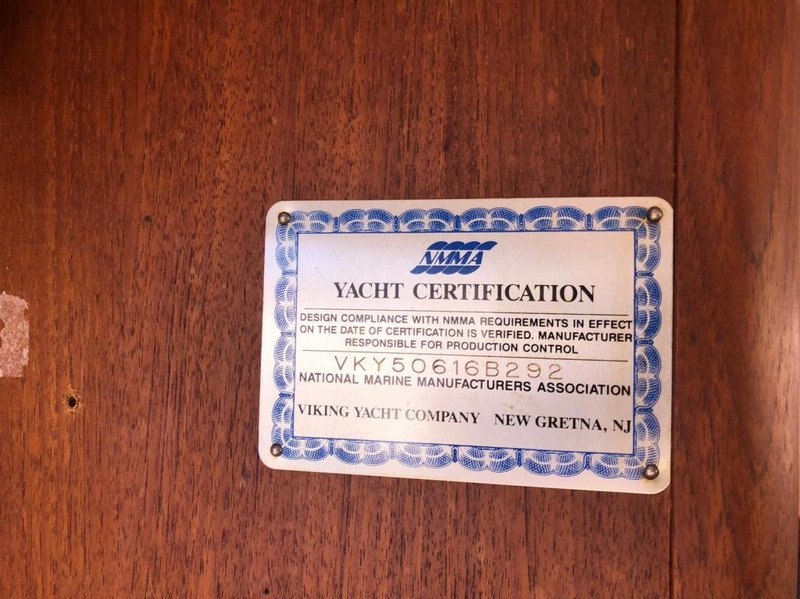 NMMA
YACHT CERTIFICATION
DESIGN COMPLIANCE WITH NMMA REQUIREMENTS IN EFFECT
ON THE DATE OF CERTIFICATION IS VERIFIED. MANUFACTURER
RESPONSIBLE FOR PRODUCTION CONTROL
VKY50616B292
NATIONAL MARINE MANUFACTURERS ASSOCIATION
VIKING YACHT COMPANY NEW GRETNA, NJ